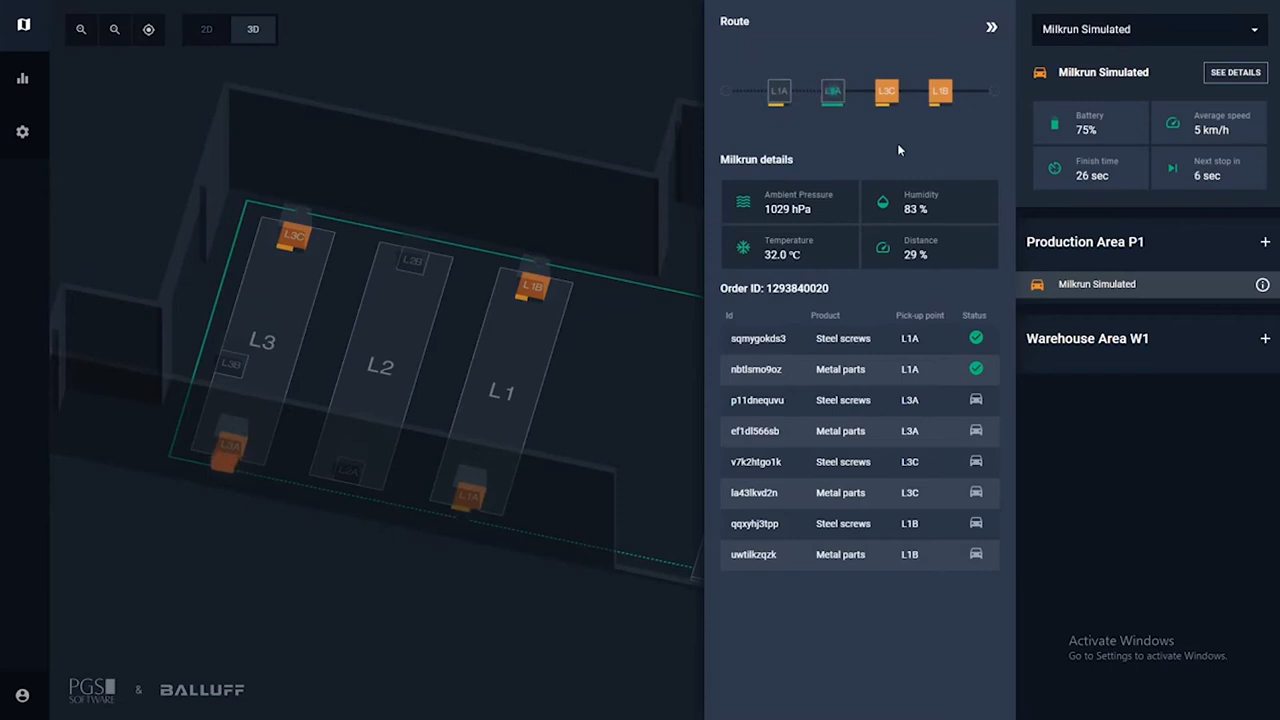 2D 3D
L3C
L2B
L1B
L3
L3B
L2
L1
L3A
L2A
L1A
PGS SOFTWARE & BALLUFF
Route
L1A L3C L1B
Milkrun details
Ambient Pressure
1029 hPa
Humidity
83 %
Temperature
32.0 °C
Distance
29 %
Order ID: 1293840020
Id Product Pick-up point Status
sqmygokds3 Steel screws L1A
nbtlsmo9oz Metal parts L1A
p11dnequvu Steel screws L3A
ef1dl566sb Metal parts L3A
v7k2htgo1k Steel screws L3C
la43lkvd2n Metal parts L3C
qqxyhj3tpp Steel screws L1B
uwtilkzqzk Metal parts L1B
Milkrun Simulated
Milkrun Simulated SEE DETAILS
Battery
75%
Average speed
5 km/h
Finish time
26 sec
Next stop in
6 sec
Production Area P1
Milkrun Simulated
Warehouse Area W1
Activate Windows
Go to Settings to activate Windows.